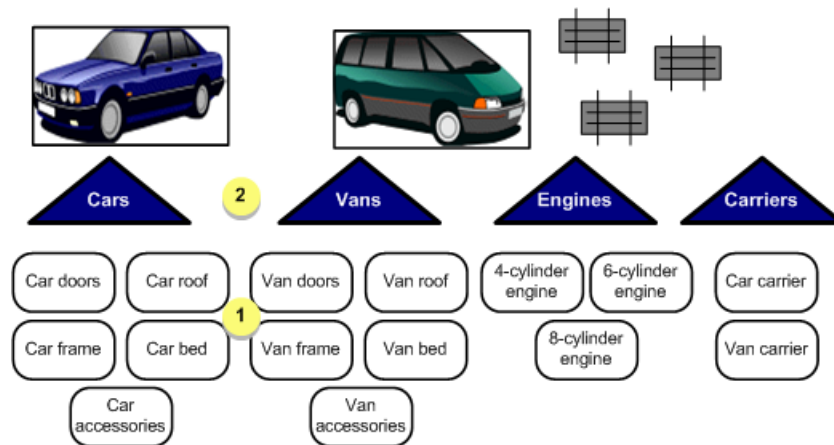 Cars
2
Vans
Engines
Carriers
Car doors
Car roof
Van doors
Van roof
4-cylinder
engine
6-cylinder
engine
Car carrier
1
Car frame
Car bed
Van frame
Van bed
8-cylinder
engine
Van carrier
Car
accessories
Van
accessories